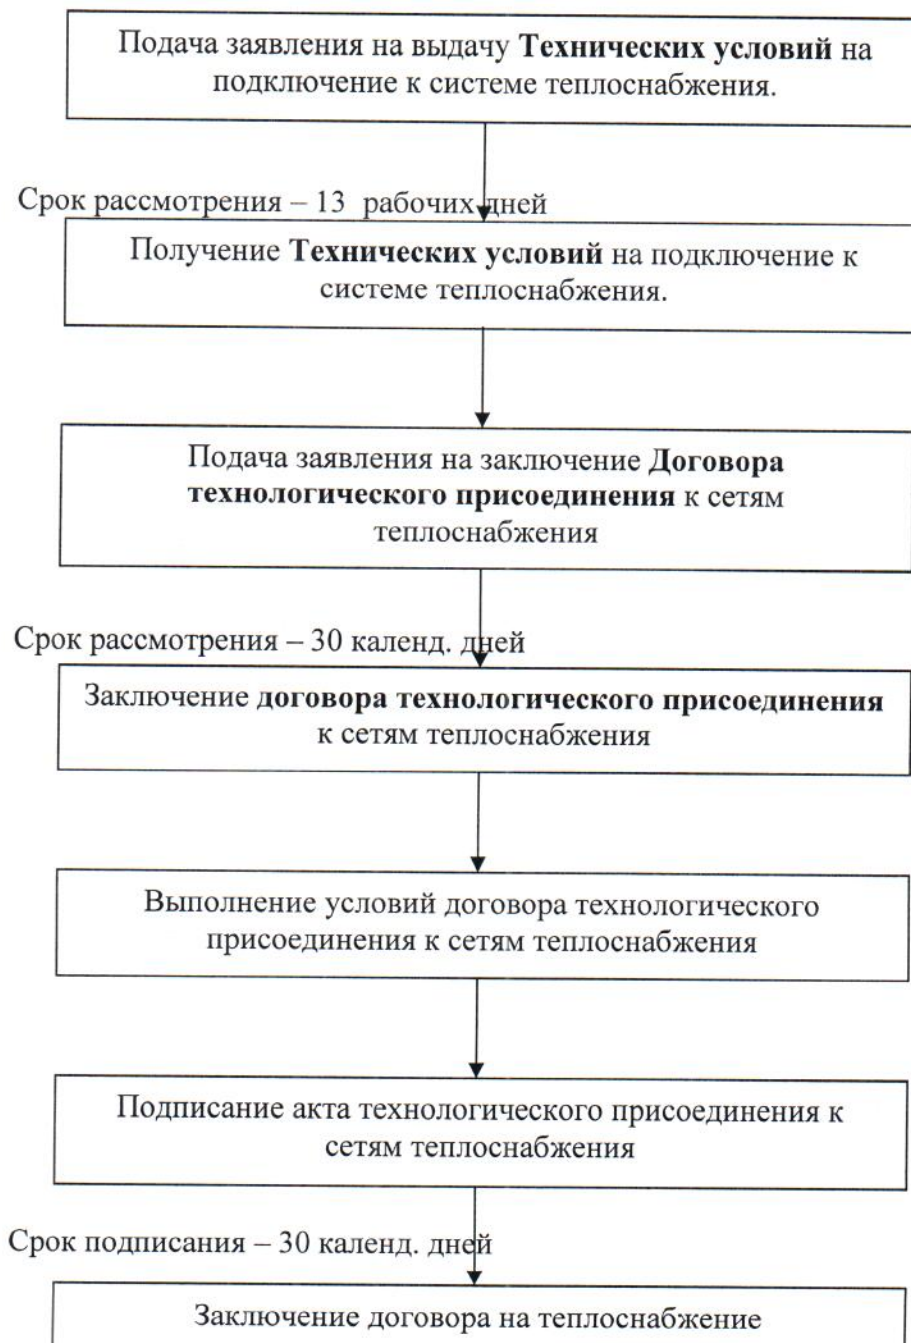 Подача заявления на выдачу Технических условий на
подключение к системе теплоснабжения.
Срок рассмотрения – 13 рабочих дней
Получение Технических условий на подключение к
системе теплоснабжения.
Подача заявления на заключение Договора
технологического присоединения к сетям
теплоснабжения
Срок рассмотрения – 30 календ. дней
Заключение договора технологического присоединения
к сетям теплоснабжения
Выполнение условий договора технологического
присоединения к сетям теплоснабжения
Подписание акта технологического присоединения к
сетям теплоснабжения
Срок подписания – 30 календ. дней
Заключение договора на теплоснабжение